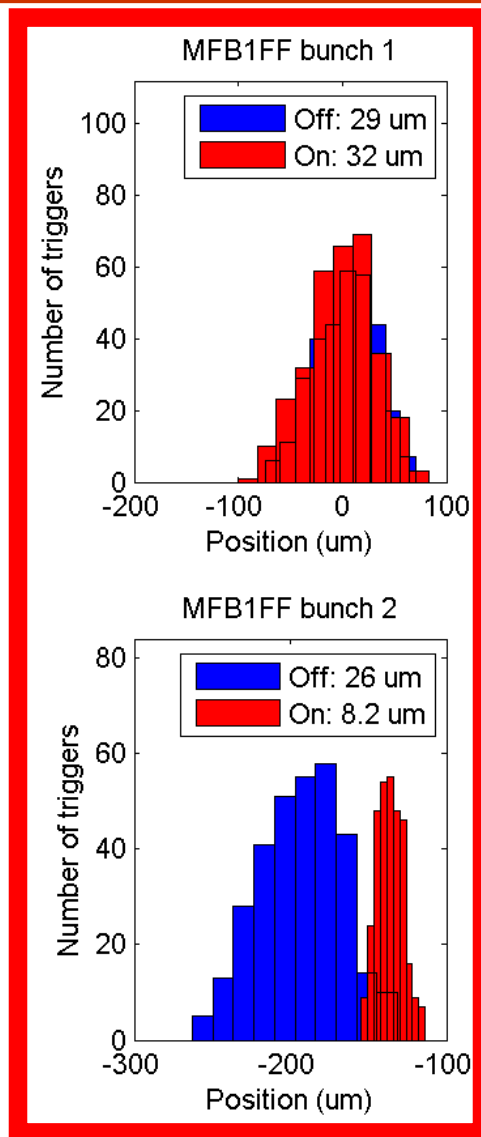 MFB1FF bunch 1
Off: 29 um
On: 32 um
Number of triggers
100
80
60
40
20
0
-200 -100 0 100
Position (um)
MFB1FF bunch 2
Off: 26 um
On: 8.2 um
Number of triggers
80
60
40
20
0
-300 -200 -100
Position (um)